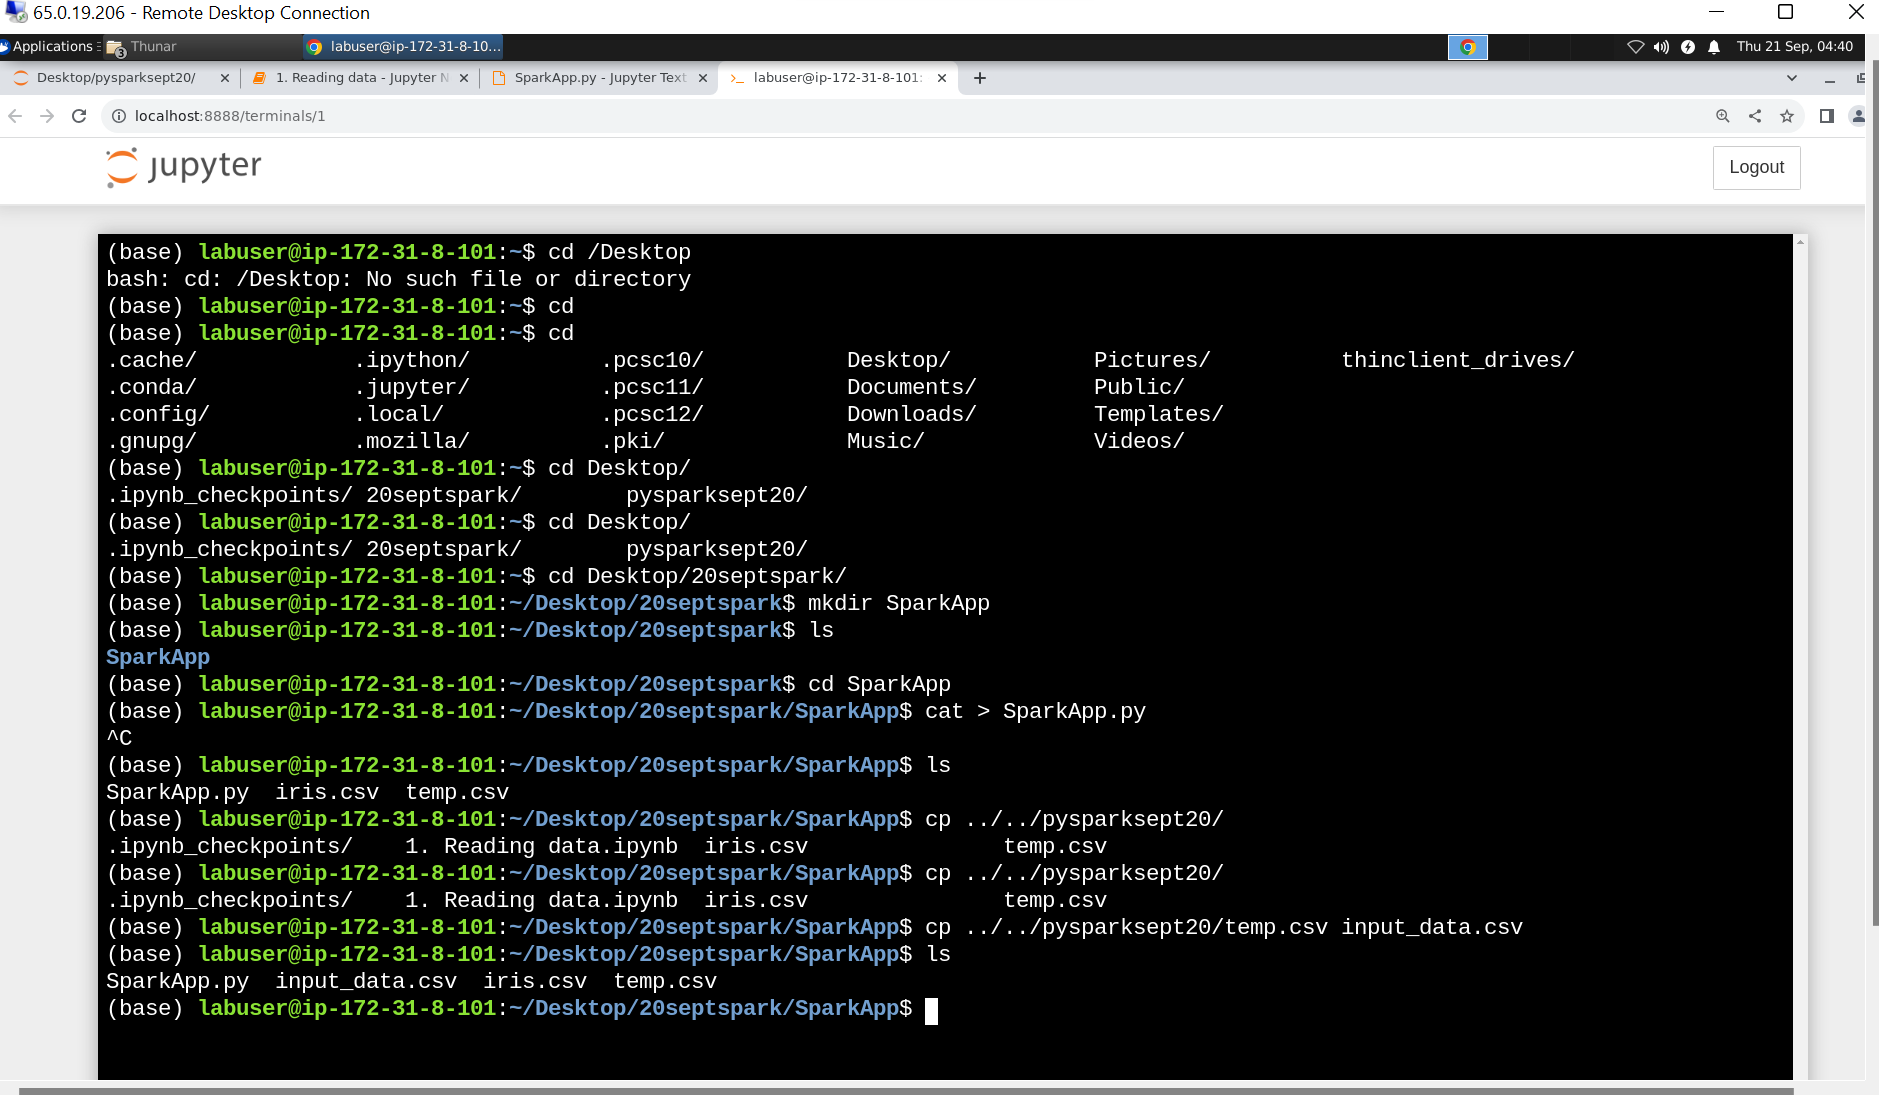 65.0.19.206 - Remote Desktop Connection
Applications Thunar labuser@ip-172-31-8-10... Thu 21 Sep, 04:40
3
Desktop/pysparksept20/ 1. Reading data - Jupyter N SparkApp.py - Jupyter Text labuser@ip-172-31-8-101:
localhost:8888/terminals/1
jupyter
Logout
(base) labuser@ip-172-31-8-101:~$ cd /Desktop
bash: cd: /Desktop: No such file or directory
(base) labuser@ip-172-31-8-101:~$ cd
(base) labuser@ip-172-31-8-101:~$ cd
.cache/ .ipython/ .pcsc10/ Desktop/ Pictures/ thinclient_drives/
.conda/ .jupyter/ .pcsc11/ Documents/ Public/
.config/ .local/ .pcsc12/ Downloads/ Templates/
.gnupg/ .mozilla/ .pki/ Music/ Videos/
(base) labuser@ip-172-31-8-101:~$ cd Desktop/
.ipynb_checkpoints/ 20septspark/ pysparksept20/
(base) labuser@ip-172-31-8-101:~$ cd Desktop/
.ipynb_checkpoints/ 20septspark/ pysparksept20/
(base) labuser@ip-172-31-8-101:~$ cd Desktop/20septspark/
(base) labuser@ip-172-31-8-101:~/Desktop/20septspark$ mkdir SparkApp
(base) labuser@ip-172-31-8-101:~/Desktop/20septspark$ ls
SparkApp
(base) labuser@ip-172-31-8-101:~/Desktop/20septspark$ cd SparkApp
(base) labuser@ip-172-31-8-101:~/Desktop/20septspark/SparkApp$ cat > SparkApp.py
^C
(base) labuser@ip-172-31-8-101:~/Desktop/20septspark/SparkApp$ ls
SparkApp.py iris.csv temp.csv
(base) labuser@ip-172-31-8-101:~/Desktop/20septspark/SparkApp$ cp ../../pysparksept20/
.ipynb_checkpoints/ 1. Reading data.ipynb iris.csv temp.csv
(base) labuser@ip-172-31-8-101:~/Desktop/20septspark/SparkApp$ cp ../../pysparksept20/
.ipynb_checkpoints/ 1. Reading data.ipynb iris.csv temp.csv
(base) labuser@ip-172-31-8-101:~/Desktop/20septspark/SparkApp$ cp ../../pysparksept20/temp.csv input_data.csv
(base) labuser@ip-172-31-8-101:~/Desktop/20septspark/SparkApp$ ls
SparkApp.py input_data.csv iris.csv temp.csv
(base) labuser@ip-172-31-8-101:~/Desktop/20septspark/SparkApp$